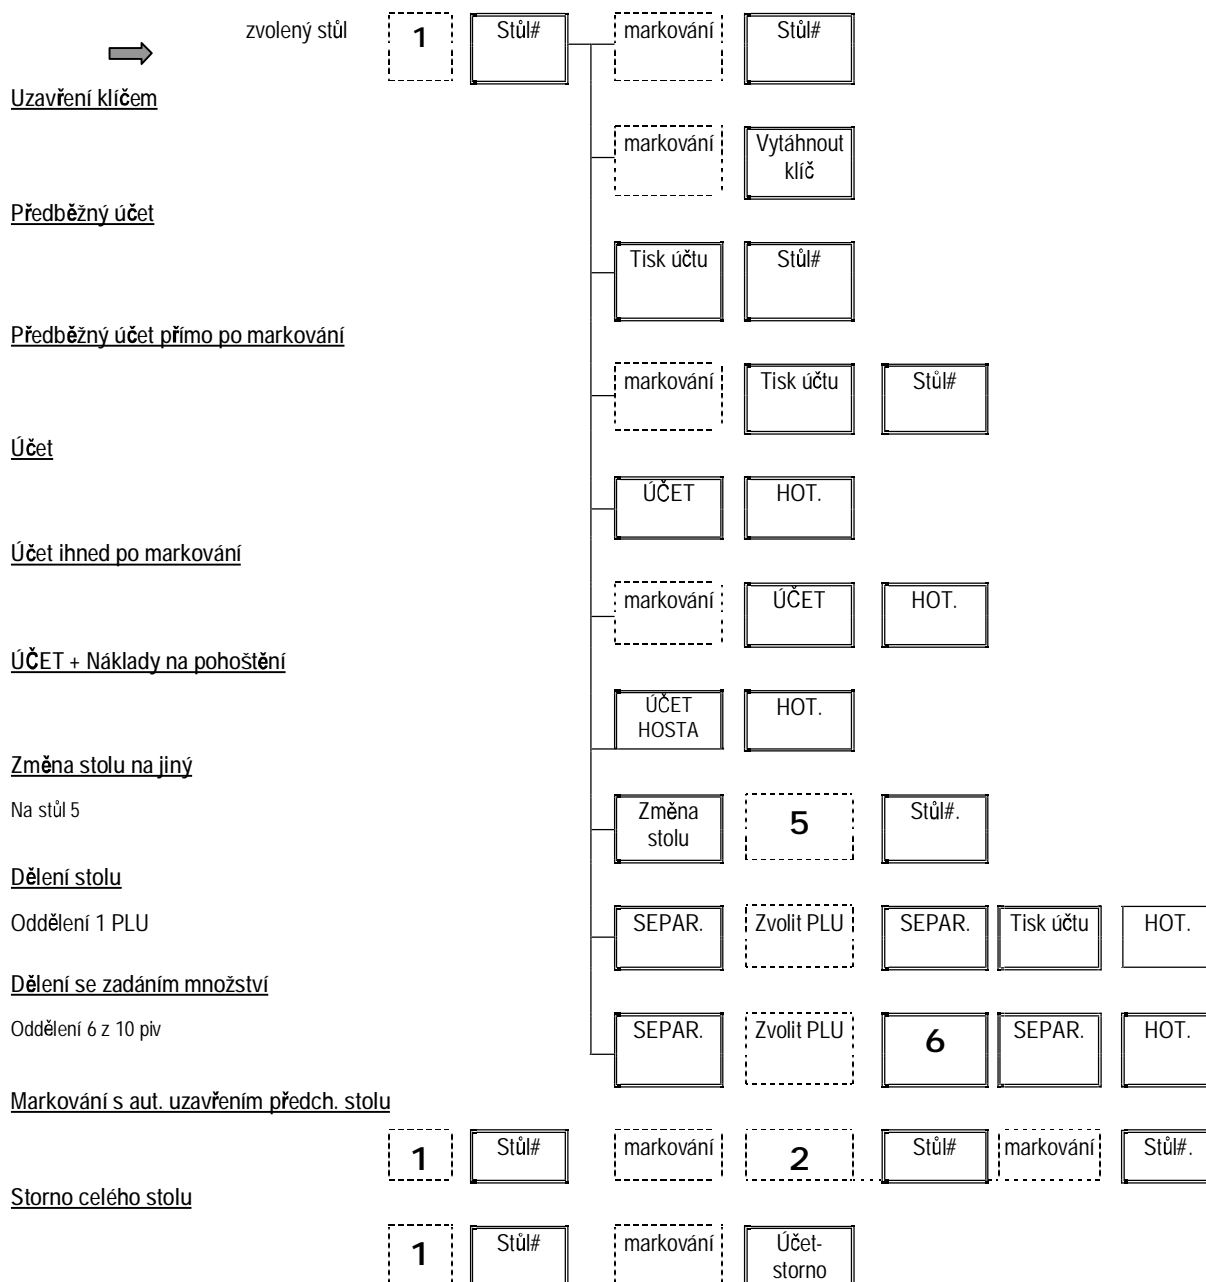 zvolený stůl 1 Stůl# markování Stůl#
Uzavření klíčem
markování Vytáhnout klíč
Předběžný účet
Tisk účtu Stůl#
Předběžný účet přímo po markování
markování Tisk účtu Stůl#
Účet
ÚČET HOT.
Účet ihned po markování
markování ÚČET HOT.
ÚČET + Náklady na pohoštění
ÚČET HOSTA HOT.
Změna stolu na jiný
Na stůl 5 Změna stolu 5 Stůl#.
Dělení stolu
Oddělení 1 PLU SEPAR. Zvolit PLU SEPAR. Tisk účtu HOT.
Dělení se zadáním množství
Oddělení 6 z 10 piv SEPAR. Zvolit PLU 6 SEPAR. HOT.
Markování s aut. uzavřením předch. stolu
1 Stůl# markování 2 Stůl# markování Stůl#.
Storno celého stolu
1 Stůl# markování Účet-storno